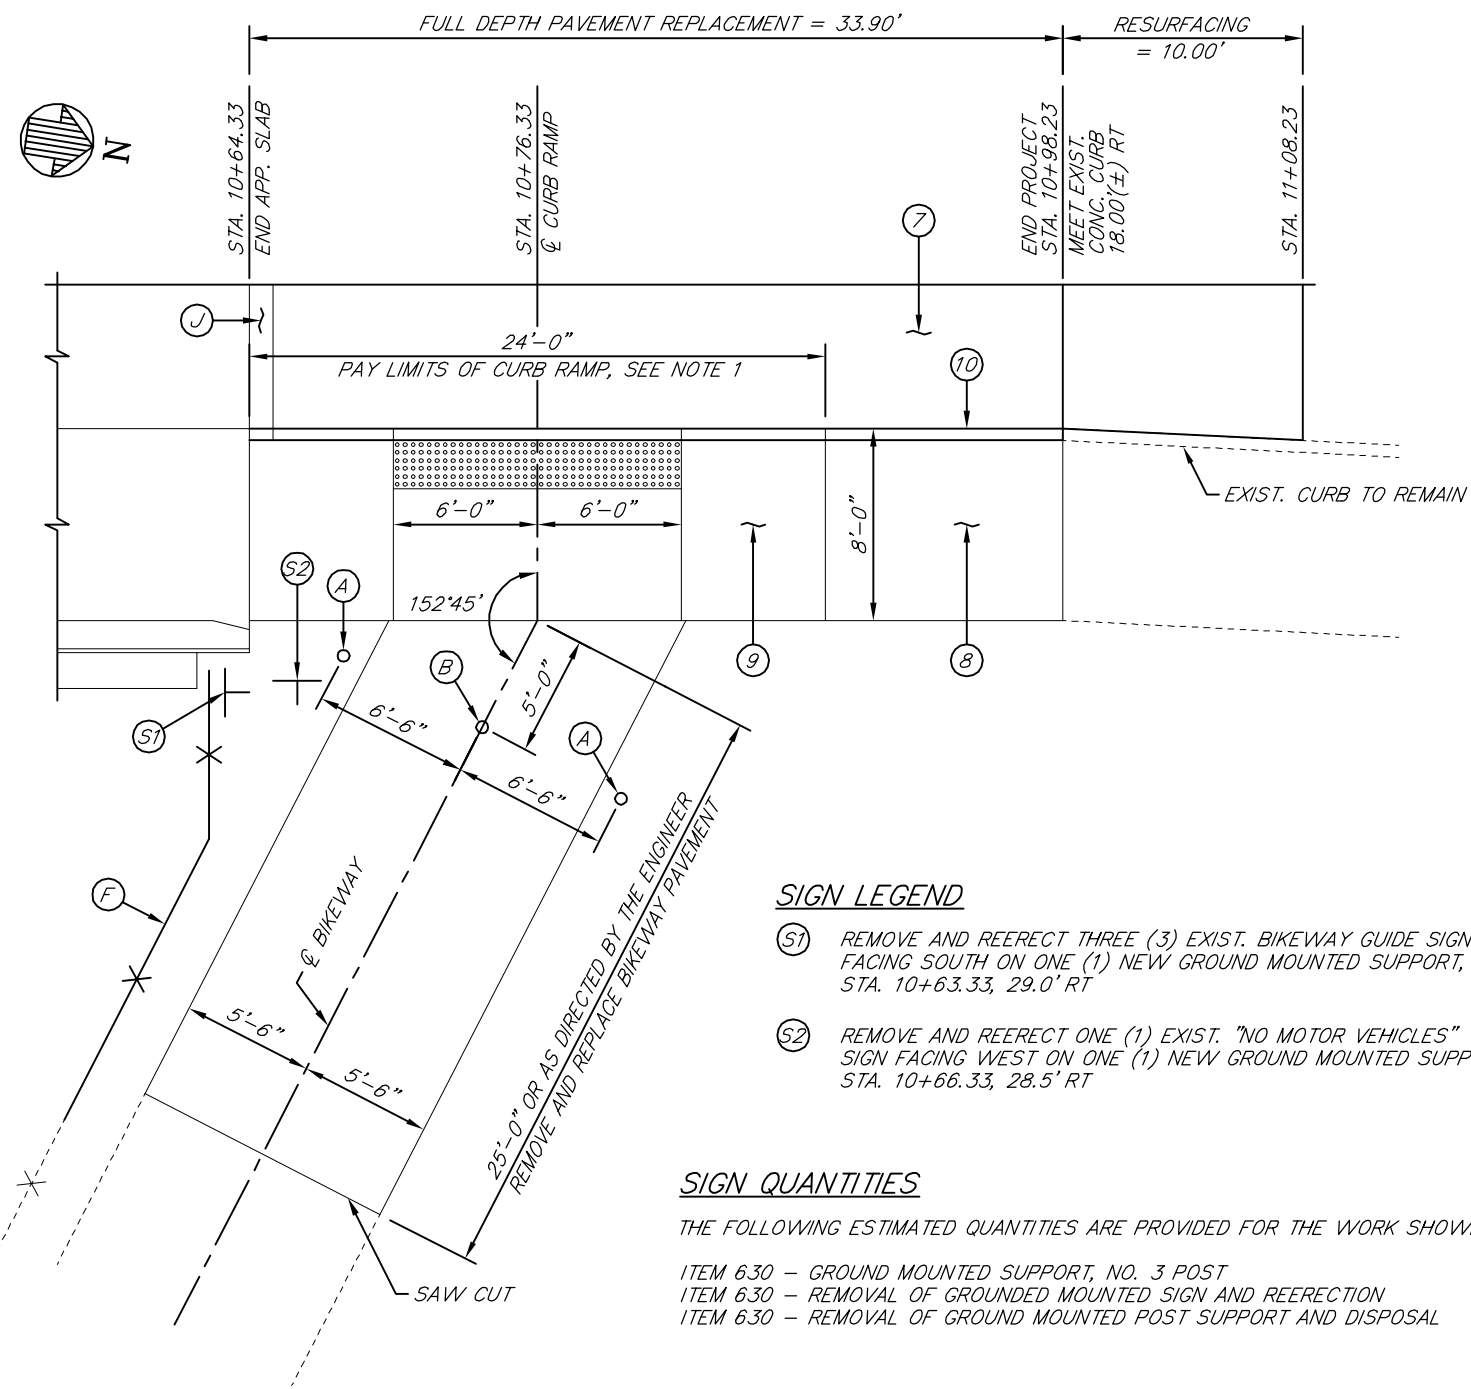 FULL DEPTH PAVEMENT REPLACEMENT = 33.90'
RESURFACING
= 10.00'
N
STA. 10+64.33
END APP. SLAB
STA. 10+76.33
℄ CURB RAMP
END PROJECT
STA. 10+98.23
MEET EXIST.
CONC. CURB
18.00'(±) RT
STA. 11+08.23
7
J
24'-0"
PAY LIMITS OF CURB RAMP, SEE NOTE 1
10
EXIST. CURB TO REMAIN
6'-0"
6'-0"
8'-0"
S2
A
152°45'
9
8
B
5'-0"
6'-6"
S1
A
6'-6"
F
℄ BIKEWAY
5'-6"
5'-6"
25'-0" OR AS DIRECTED BY THE ENGINEER
REMOVE AND REPLACE BIKEWAY PAVEMENT
SAW CUT
SIGN LEGEND
S1 REMOVE AND REERECT THREE (3) EXIST. BIKEWAY GUIDE SIGN
FACING SOUTH ON ONE (1) NEW GROUND MOUNTED SUPPORT,
STA. 10+63.33, 29.0' RT
S2 REMOVE AND REERECT ONE (1) EXIST. "NO MOTOR VEHICLES"
SIGN FACING WEST ON ONE (1) NEW GROUND MOUNTED SUPP
STA. 10+66.33, 28.5' RT
SIGN QUANTITIES
THE FOLLOWING ESTIMATED QUANTITIES ARE PROVIDED FOR THE WORK SHOW
ITEM 630 - GROUND MOUNTED SUPPORT, NO. 3 POST
ITEM 630 - REMOVAL OF GROUNDED MOUNTED SIGN AND REERECTION
ITEM 630 - REMOVAL OF GROUND MOUNTED POST SUPPORT AND DISPOSAL